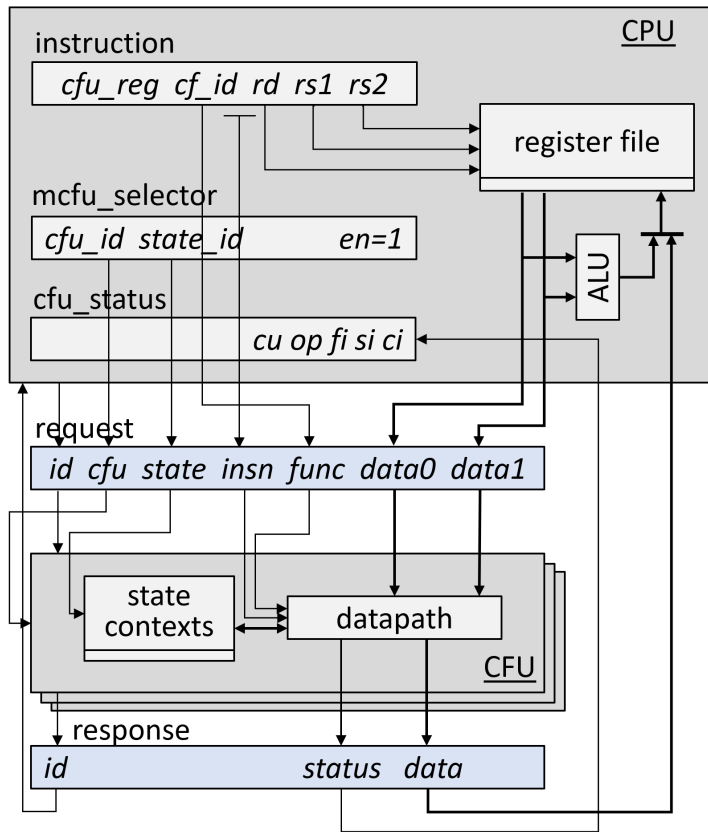 CPU
instruction
cfu_reg cf_id rd rs1 rs2
register file
mcfu_selector
cfu_id state_id en=1
ALU
cfu_status
cu op fi si ci
request
id cfu state insn func data0 data1
state
contexts
datapath
CFU
response
id status data